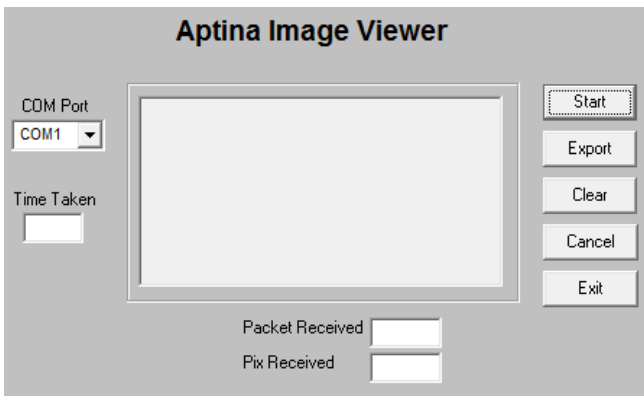 Aptina Image Viewer
COM Port
COM1
Time Taken
Start
Export
Clear
Cancel
Exit
Packet Received
Pix Received